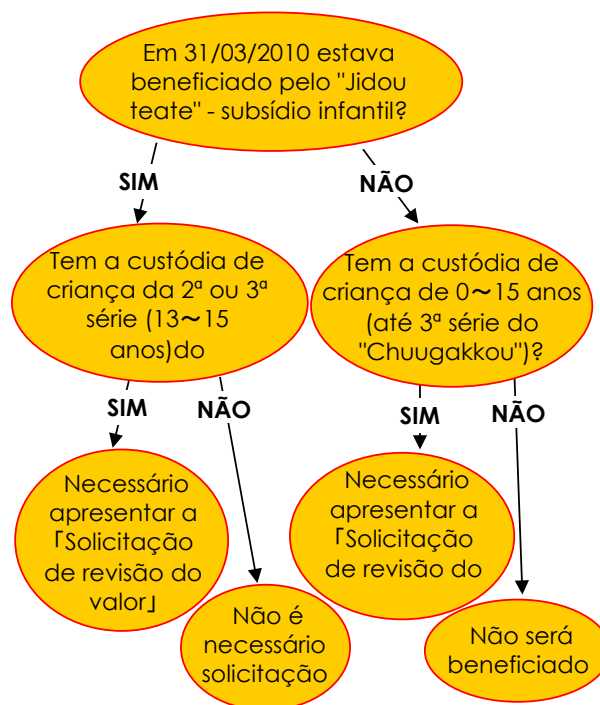 Em 31/03/2010 estava
beneficiado pelo "Jidou
teate" - subsídio infantil?
SIM
NÃO
Tem a custódia de
criança da 2ª ou 3ª
série (13～15
anos)do
Tem a custódia de
criança de 0～15 anos
(até 3ª série do
"Chuugakkou")?
SIM
NÃO
SIM
NÃO
Necessário
apresentar a
「Solicitação
de revisão do
valor」
Necessário
apresentar a
「Solicitação
de revisão do
Não é
necessário
solicitação
Não será
beneficiado